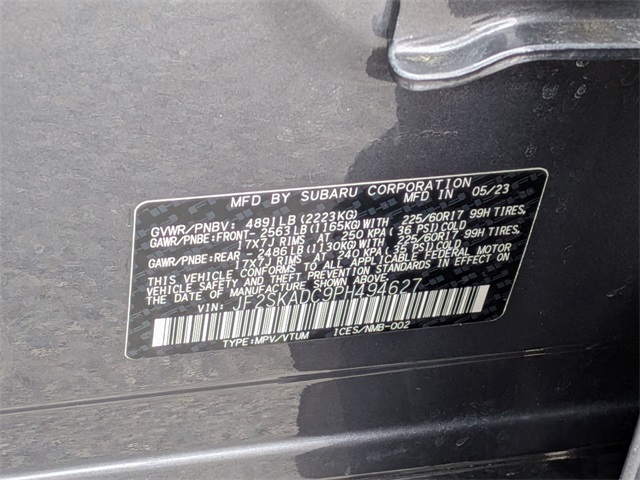 MFD BY SUBARU CORPORATION
MFD IN 05/23
GVWR/PNBV: 4891LB(2223KG)
GAWR/PNBE:FRONT-2563LB(1165KG)WITH 225/60R17 99H TIRES,
17X7J RIMS AT 250 KPA(36 PSI)COLD
GAWR/PNBE:REAR -2486LB(1130KG)WITH 225/60R17 99H TIRES,
17X7J RIMS AT 240 KPA(35 PSI)COLD
THIS VEHICLE CONFORMS TO ALL APPLICABLE FEDERAL MOTOR
VEHICLE SAFETY AND THEFT PREVENTION STANDARDS IN EFFECT
ON THE DATE OF MANUFACTURE SHOWN ABOVE.
VIN: JF2SKADC9PH494627
TYPE:MPV/VTUM ICES/NMB-002